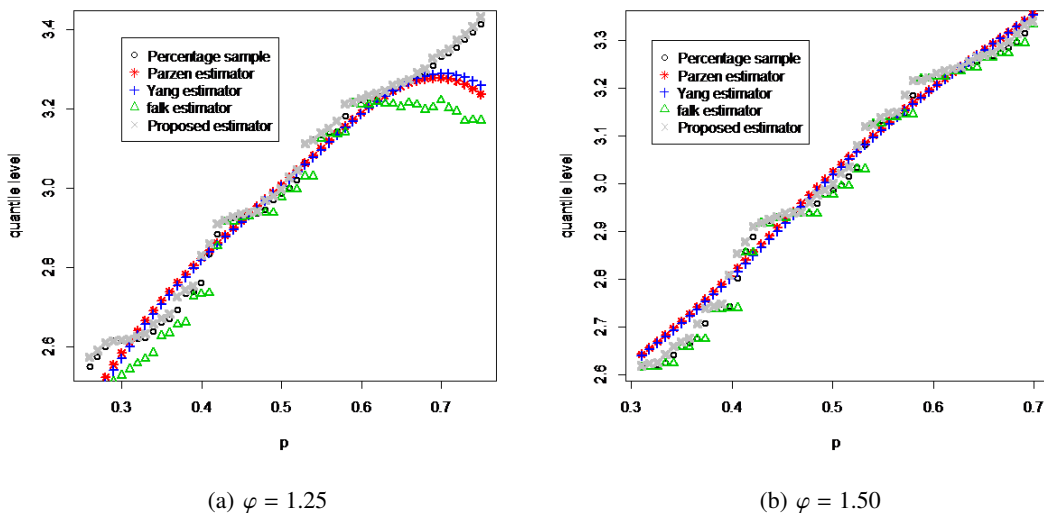 3.4
3.2
3.0
2.8
2.6
quantile level
Percentage sample
Parzen estimator
Yang estimator
falk estimator
Proposed estimator
0.3
0.4
0.5
0.6
0.7
p
(a) φ = 1.25
3.3
3.2
3.1
3.0
2.9
2.8
2.7
2.6
quantile level
Percentage sample
Parzen estimator
Yang estimator
falk estimator
Proposed estimator
0.3
0.4
0.5
0.6
0.7
p
(b) φ = 1.50